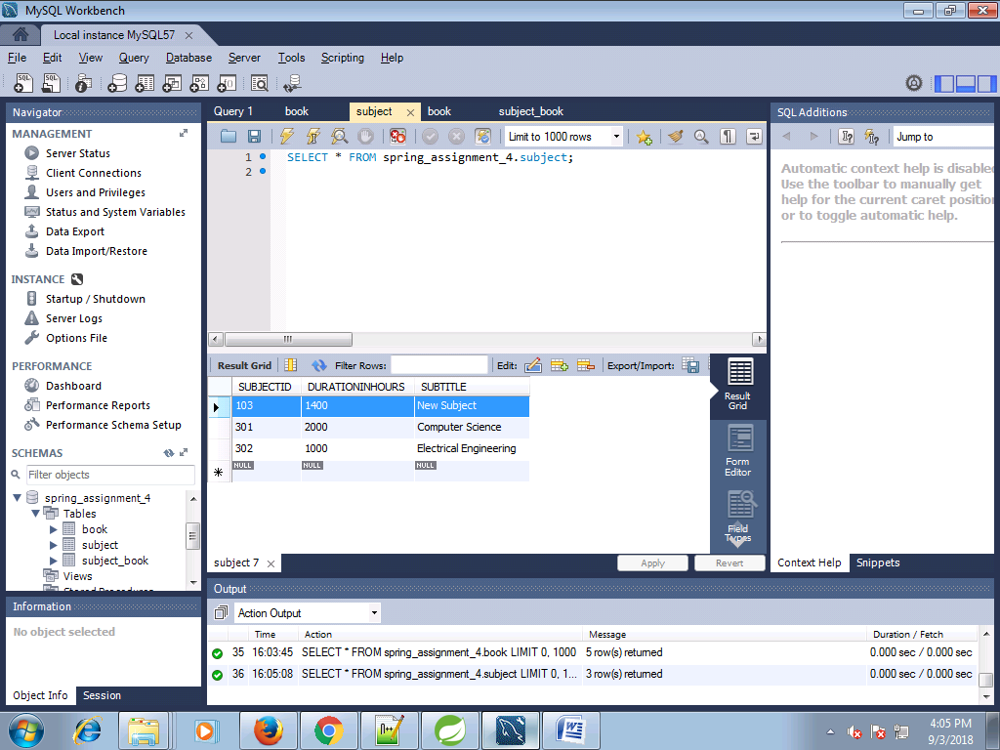 MySQL Workbench
Local instance MySQL57
File Edit View Query Database Server Tools Scripting Help
Navigator
MANAGEMENT
Server Status
Client Connections
Users and Privileges
Status and System Variables
Data Export
Data Import/Restore
INSTANCE
Startup / Shutdown
Server Logs
Options File
PERFORMANCE
Dashboard
Performance Reports
Performance Schema Setup
SCHEMAS
Filter objects
spring_assignment_4
Tables
book
subject
subject_book
Views
Stored Procedures
Information
No object selected
Object Info Session
Query 1 book subject book subject_book
Limit to 1000 rows
1 SELECT * FROM spring_assignment_4.subject;
2
Result Grid Filter Rows: Edit: Export/Import:
SUBJECTID DURATIONINHOURS SUBTITLE
103 1400 New Subject
301 2000 Computer Science
302 1000 Electrical Engineering
NULL NULL NULL
Result
Grid
Form
Editor
Field
Types
subject 7
Apply Revert
SQL Additions
Jump to
Automatic context help is disabled
Use the toolbar to manually get
help for the current caret position
or to toggle automatic help.
Context Help Snippets
Output
Action Output
Time Action Message Duration / Fetch
35 16:03:45 SELECT * FROM spring_assignment_4.book LIMIT 0, 1000 5 row(s) returned 0.000 sec / 0.000 sec
36 16:05:08 SELECT * FROM spring_assignment_4.subject LIMIT 0, 1... 3 row(s) returned 0.000 sec / 0.000 sec
4:05 PM
9/3/2018